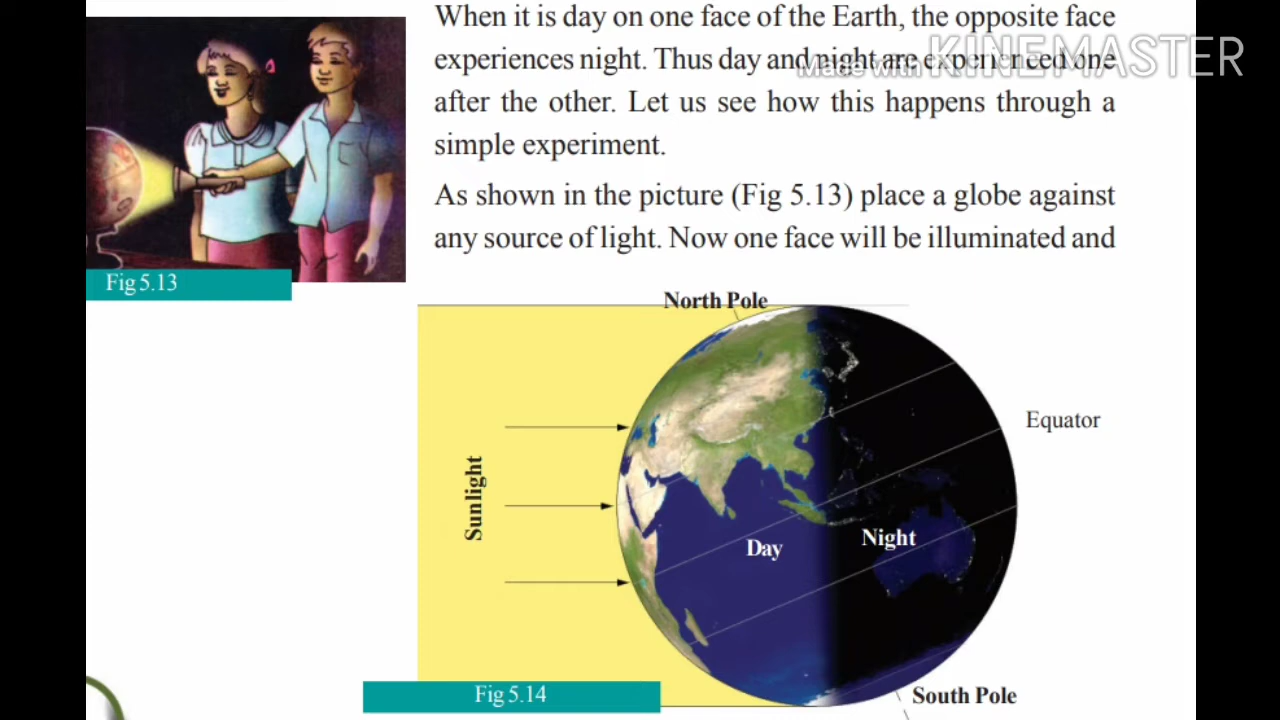 When it is day on one face of the Earth, the opposite face
experiences night. Thus day and night are experienced one
Made with KINEMASTER
after the other. Let us see how this happens through a
simple experiment.
As shown in the picture (Fig 5.13) place a globe against
any source of light. Now one face will be illuminated and
Fig 5.13
North Pole
Equator
Sunlight
Day
Night
Fig 5.14
South Pole